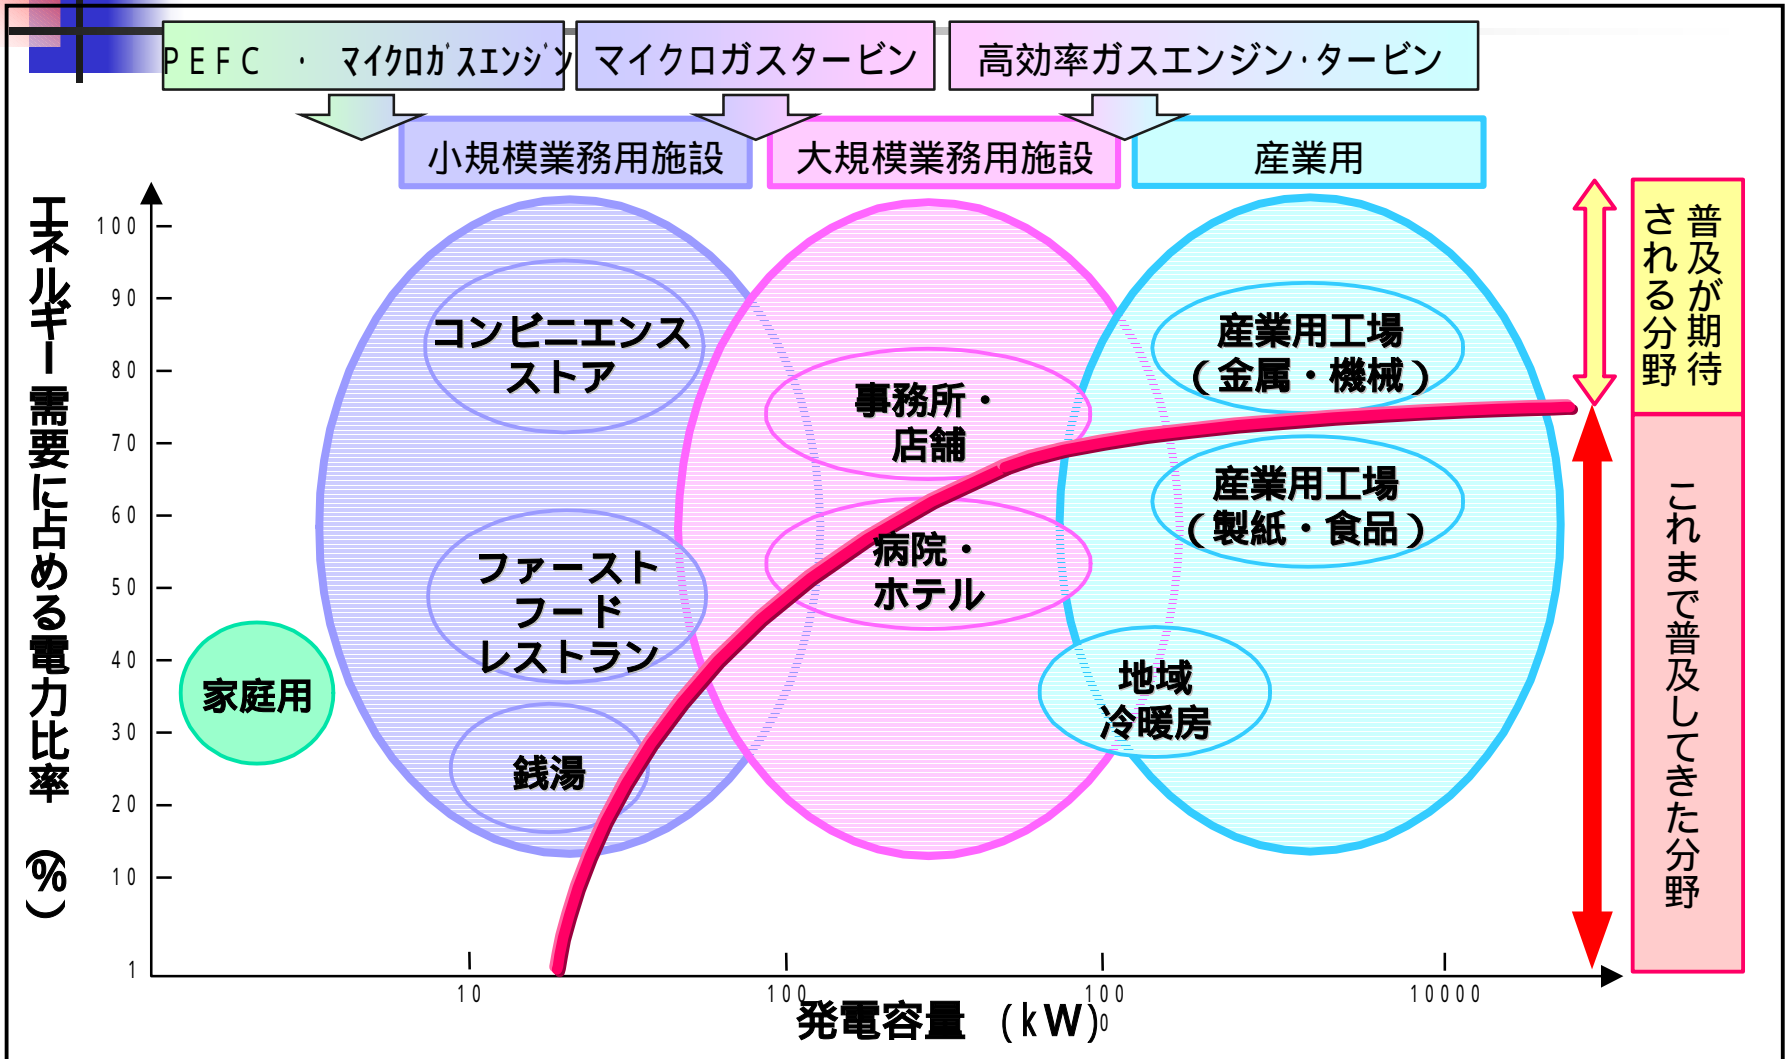 PEFC ・ マイクロガスエンジン
マイクロガスタービン
高効率ガスエンジン・タービン
小規模業務用施設
大規模業務用施設
産業用
エネルギー需要に占める電力比率 (%)
100
90
80
70
60
50
40
30
20
10
1
コンビニエンス
ストア
ファースト
フード
レストラン
銭湯
家庭用
事務所・
店舗
病院・
ホテル
産業用工場
(金属・機械)
産業用工場
(製紙・食品)
地域
冷暖房
普及が期待
される分野
これまで普及してきた分野
10
100
100
0
10000
発電容量 (kW)